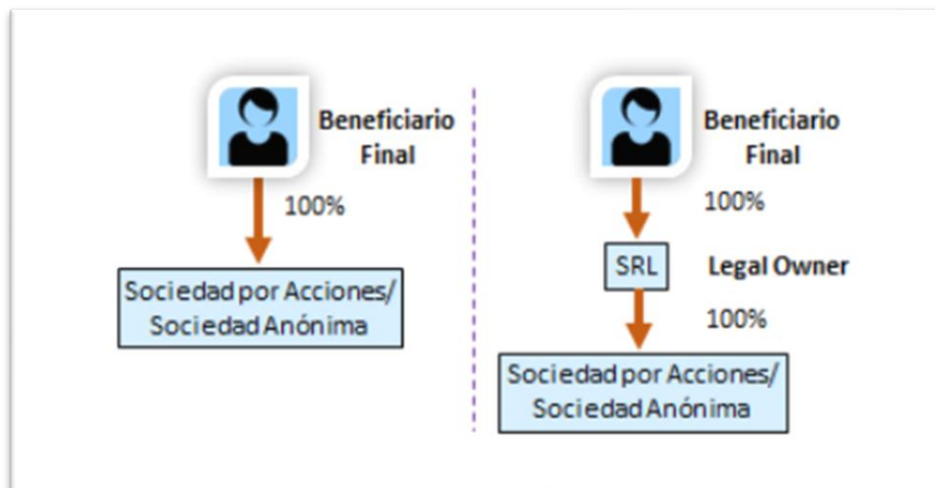 Beneficiario
Final
100%
Sociedad por Acciones/
Sociedad Anónima
Beneficiario
Final
100%
SRL
Legal Owner
100%
Sociedad por Acciones/
Sociedad Anónima